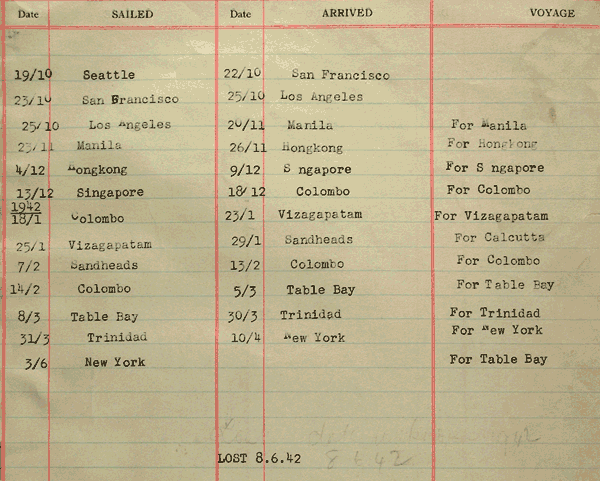 Date SAILED Date ARRIVED VOYAGE
19/10 Seattle 22/10 San Francisco
23/10 San Francisco 25/10 Los Angeles
25/10 Los Angeles 20/11 Manila For Manila
23/11 Manila 26/11 Hongkong For Hongkong
4/12 Hongkong 9/12 S ngapore For S ngapore
13/12 Singapore 18/12 Colombo For Colombo
1942
18/1 Colombo 23/1 Vizagapatam For Vizagapatam
25/1 Vizagapatam 29/1 Sandheads For Calcutta
7/2 Sandheads 13/2 Colombo For Colombo
14/2 Colombo 5/3 Table Bay For Table Bay
8/3 Table Bay 30/3 Trinidad For Trinidad
31/3 Trinidad 10/4 New York For New York
3/6 New York For Table Bay
LOST 8.6.42